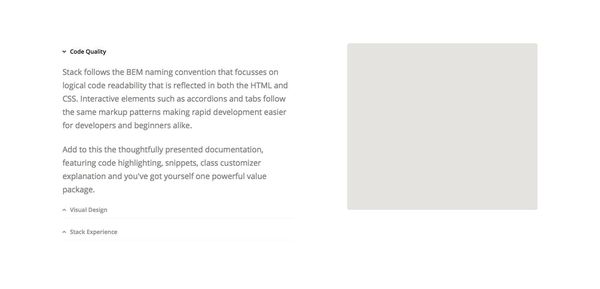 Code Quality
Stack follows the BEM naming convention that focusses on
logical code readability that is reflected in both the HTML and
CSS. Interactive elements such as accordions and tabs follow
the same markup patterns making rapid development easier
for developers and beginners alike.
Add to this the thoughtfully presented documentation,
featuring code highlighting, snippets, class customizer
explanation and you've got yourself one powerful value
package.
Visual Design
Stack Experience